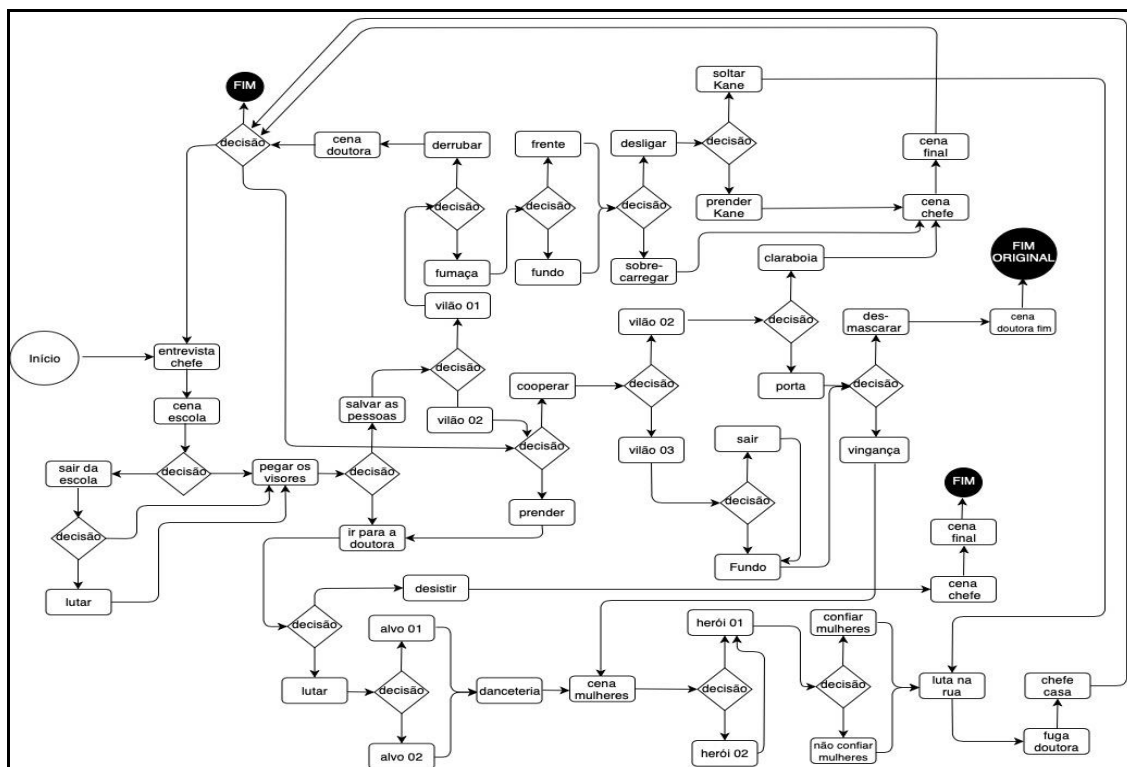 FIM
decisão
cena
doutora
derrubar
decisão
fumaça
frente
decisão
fundo
desligar
decisão
sobre-
carregar
soltar
Kane
decisão
prender
Kane
cena
final
cena
chefe
FIM
ORIGINAL
claraboia
decisão
porta
des-
mascarar
decisão
vingança
cena
doutora fim
vilão 01
decisão
vilão 02
vilão 02
decisão
vilão 03
cooperar
decisão
prender
sair
decisão
Fundo
Início
entrevista
chefe
cena
escola
decisão
sair da
escola
decisão
lutar
pegar os
visores
salvar as
pessoas
decisão
ir para a
doutora
FIM
cena
final
cena
chefe
desistir
decisão
lutar
alvo 01
decisão
alvo 02
danceteria
cena
mulheres
herói 01
decisão
herói 02
confiar
mulheres
decisão
não confiar
mulheres
luta na
rua
chefe
casa
fuga
doutora